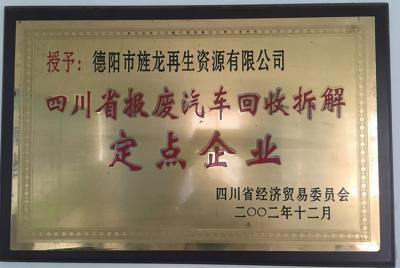 授予：德阳市旌龙再生资源有限公司
四川省报废汽车回收拆解
定点企业
四川省经济贸易委员会
二〇〇二年十二月